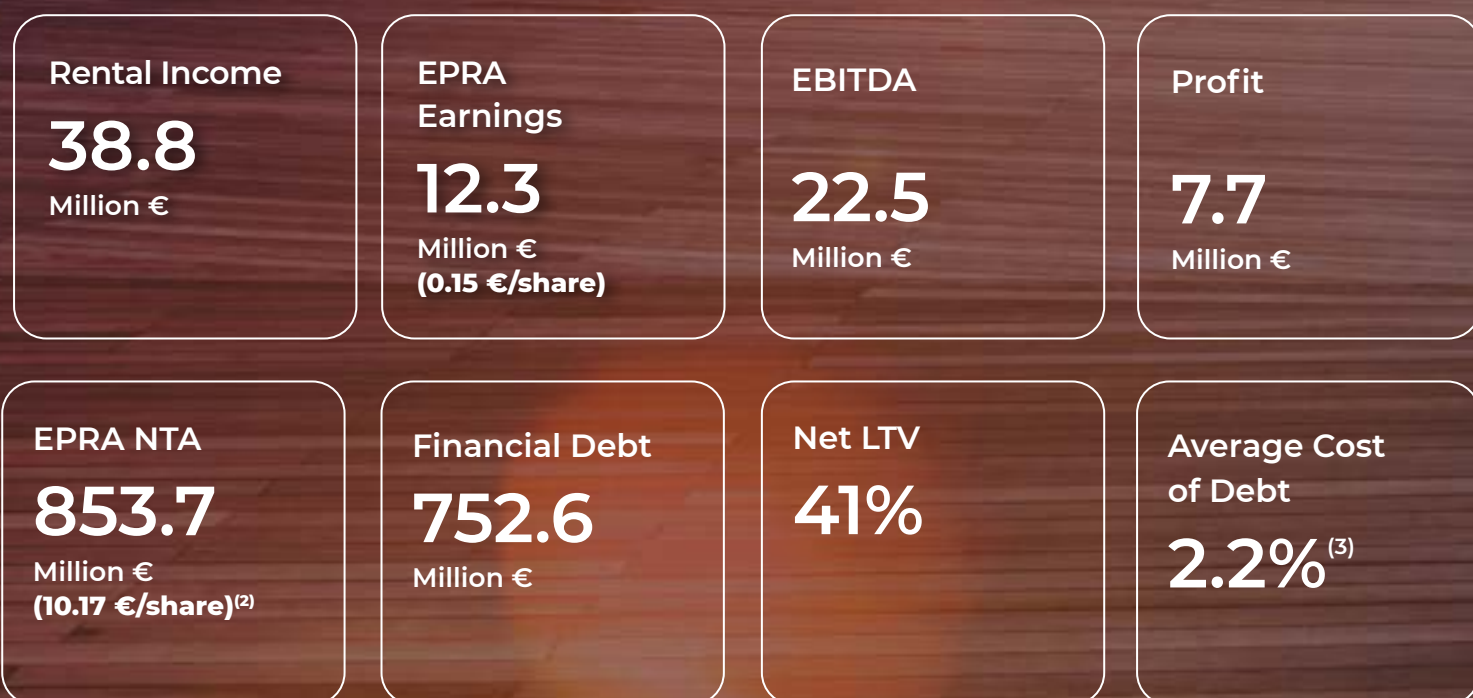 Rental Income
38.8
Million €
EPRA
Earnings
12.3
Million €
(0.15 €/share)
EBITDA
22.5
Million €
Profit
7.7
Million €
EPRA NTA
853.7
Million €
(10.17 €/share)(2)
Financial Debt
752.6
Million €
Net LTV
41%
Average Cost
of Debt
2.2%(3)